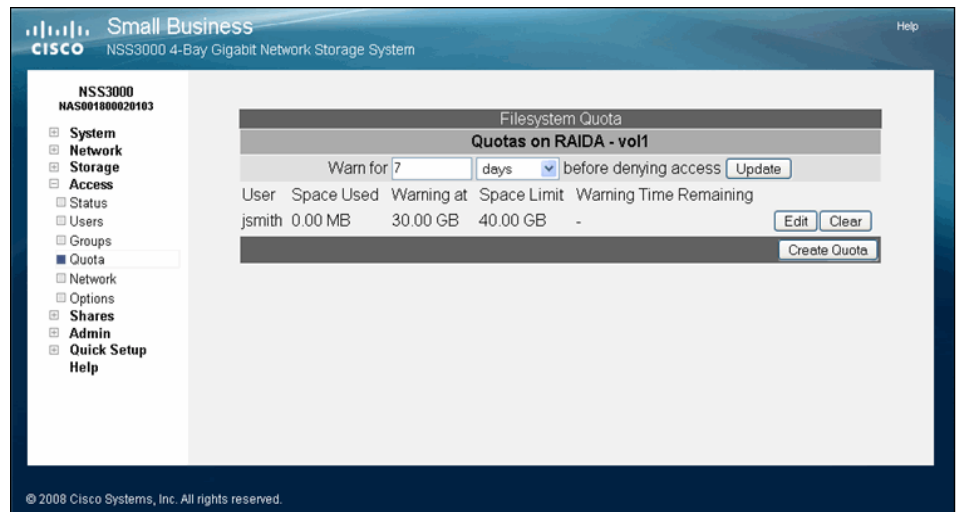 Small Business
CISCO NSS3000 4-Bay Gigabit Network Storage System
Help
NSS3000
NAS001800020103
System
Network
Storage
Access
Status
Users
Groups
Quota
Network
Options
Shares
Admin
Quick Setup
Help
Filesystem Quota
Quotas on RAIDA - vol1
Warn for 7 days before denying access Update
User Space Used Warning at Space Limit Warning Time Remaining
jsmith 0.00 MB 30.00 GB 40.00 GB - Edit Clear
Create Quota
© 2008 Cisco Systems, Inc. All rights reserved.